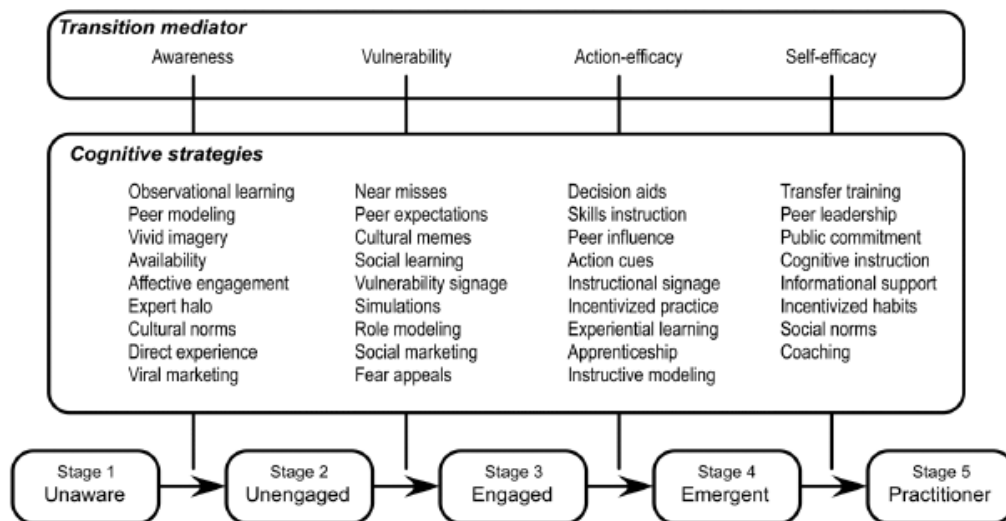 Transition mediator
Awareness Vulnerability Action-efficacy Self-efficacy
Cognitive strategies
Observational learning Near misses Decision aids Transfer training
Peer modeling Peer expectations Skills instruction Peer leadership
Vivid imagery Cultural memes Peer influence Public commitment
Availability Social learning Action cues Cognitive instruction
Affective engagement Vulnerability signage Instructional signage Informational support
Expert halo Simulations Incentivized practice Incentivized habits
Cultural norms Role modeling Experiential learning Social norms
Direct experience Social marketing Apprenticeship Coaching
Viral marketing Fear appeals Instructive modeling
Stage 1 Stage 2 Stage 3 Stage 4 Stage 5
Unaware Unengaged Engaged Emergent Practitioner